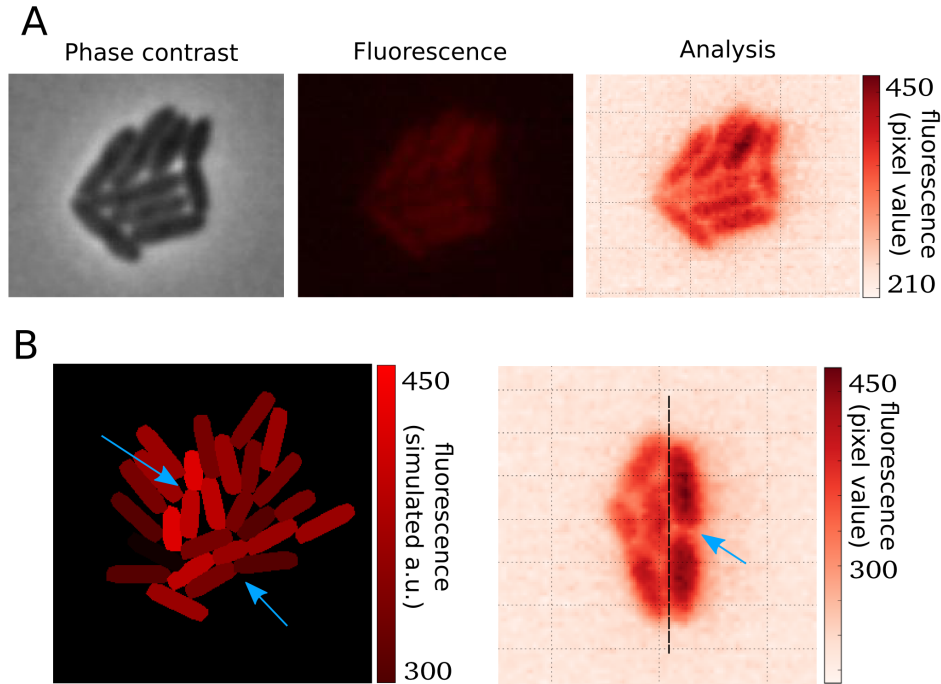 A
Phase contrast
Fluorescence
Analysis
450
fluorescence
(pixel value)
210
B
450
fluorescence
(simulated a.u.)
300
450
fluorescence
(pixel value)
300